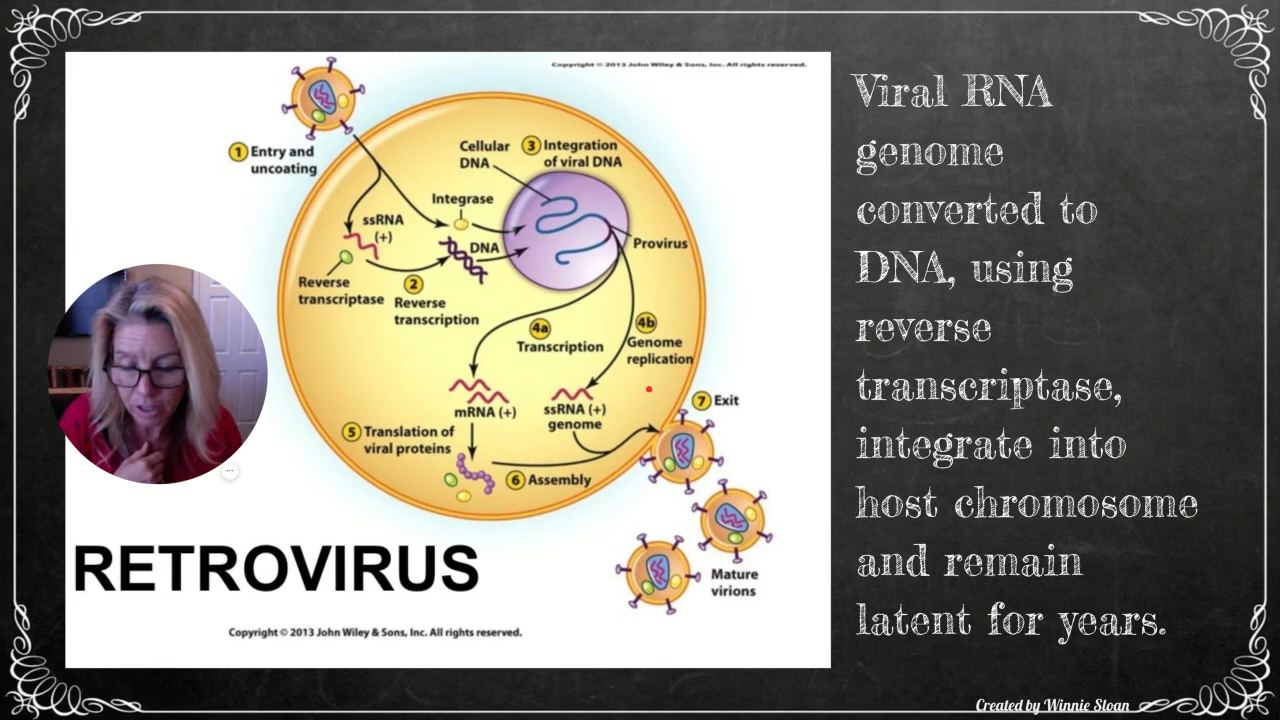 Copyright © 2013 John Wiley & Sons, Inc. All rights reserved.
1 Entry and
uncoating
Cellular
DNA
3 Integration
of viral DNA
Integrase
ssRNA
(+)
DNA
Provirus
Reverse
transcriptase
2
Reverse
transcription
4a
Transcription
4b
Genome
replication
mRNA (+)
ssRNA (+)
genome
7 Exit
5 Translation of
viral proteins
6 Assembly
Mature
virions
RETROVIRUS
Copyright © 2013 John Wiley & Sons, Inc. All rights reserved.
Viral RNA
genome
converted to
DNA, using
reverse
transcriptase,
integrate into
host chromosome
and remain
latent for years.
Created by Winnie Sloan